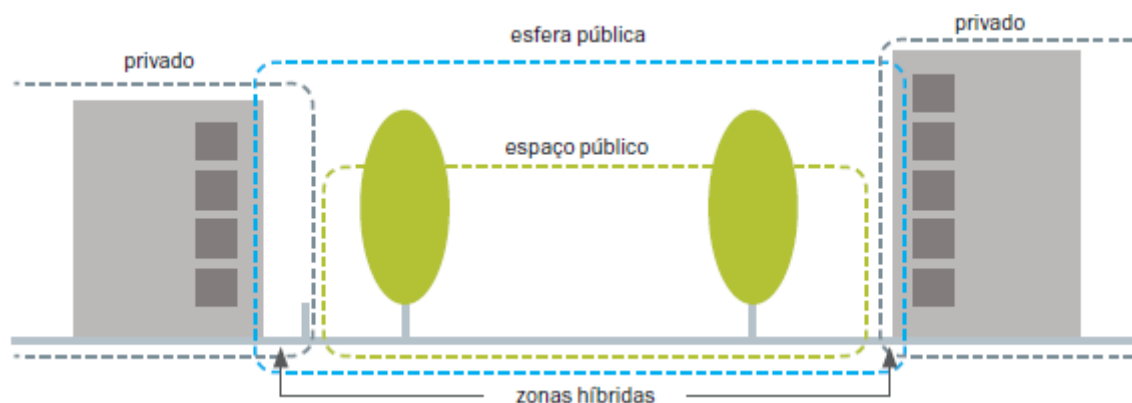 privado
esfera pública
privado
espaço público
zonas híbridas